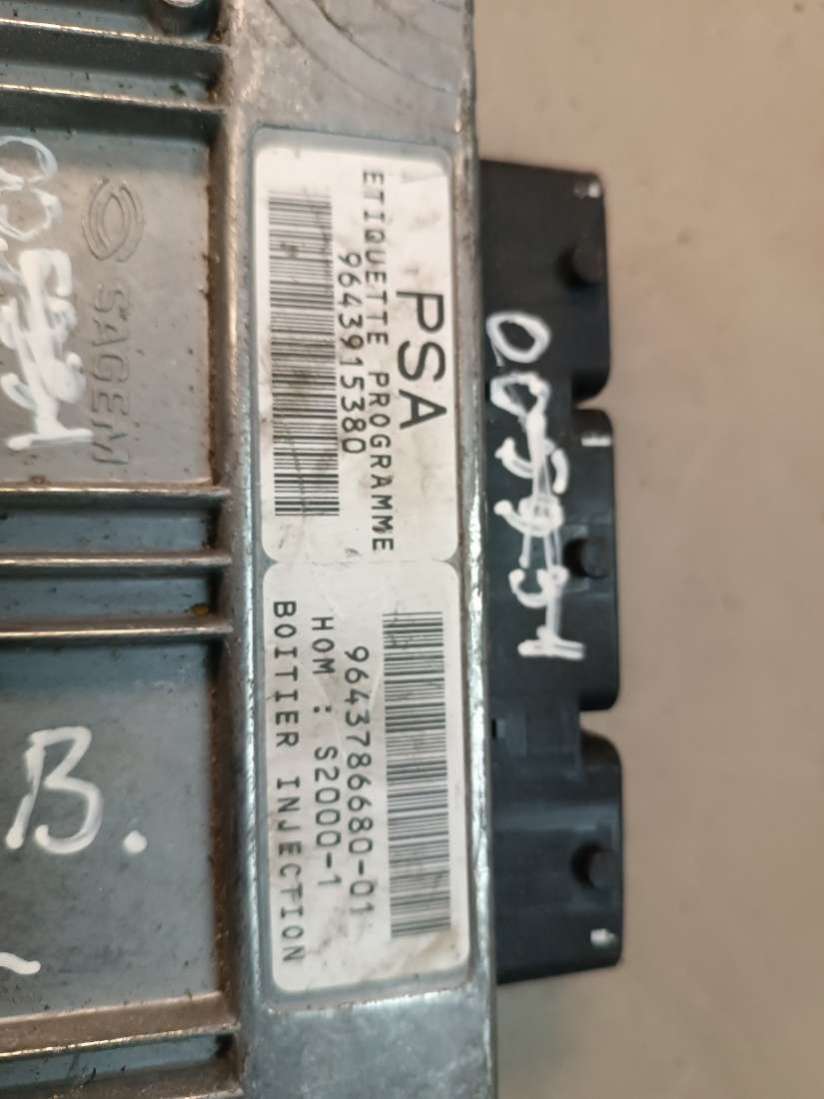 SAGEM
PSA
ETIQUETTE PROGRAMME
9643915380
9643786680-01
HOM : S2000-1
BOITIER INJECTION
B.